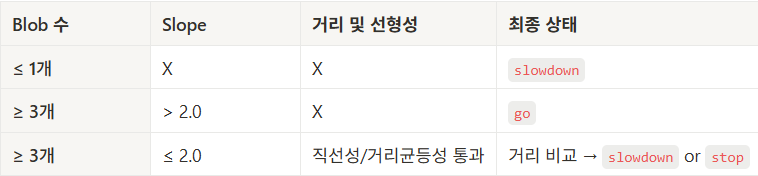 Blob 수 Slope 거리 및 선형성 최종 상태
≤ 1개 X X slowdown
≥ 3개 > 2.0 X go
≥ 3개 ≤ 2.0 직선성/거리균등성 통과 거리 비교 → slowdown or stop